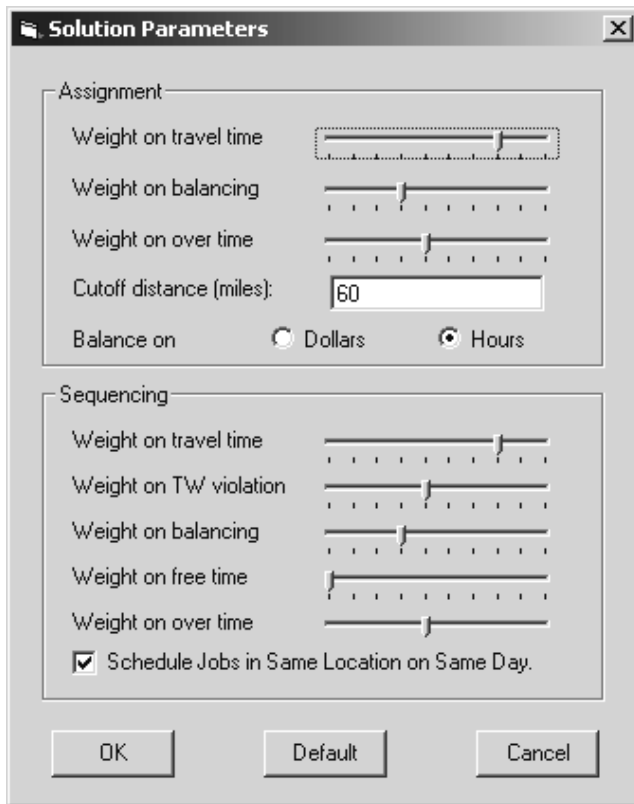 Solution Parameters
Assignment
Weight on travel time
Weight on balancing
Weight on over time
Cutoff distance (miles): 60
Balance on Dollars Hours
Sequencing
Weight on travel time
Weight on TW violation
Weight on balancing
Weight on free time
Weight on over time
Schedule Jobs in Same Location on Same Day.
OK Default Cancel